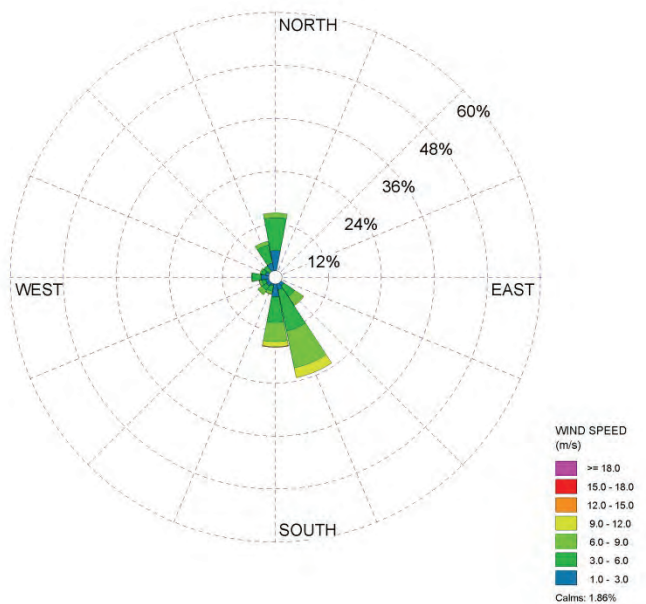 NORTH
60%
48%
36%
24%
12%
WEST
EAST
SOUTH
WIND SPEED
(m/s)
>= 18.0
15.0 - 18.0
12.0 - 15.0
9.0 - 12.0
6.0 - 9.0
3.0 - 6.0
1.0 - 3.0
Calms: 1.86%